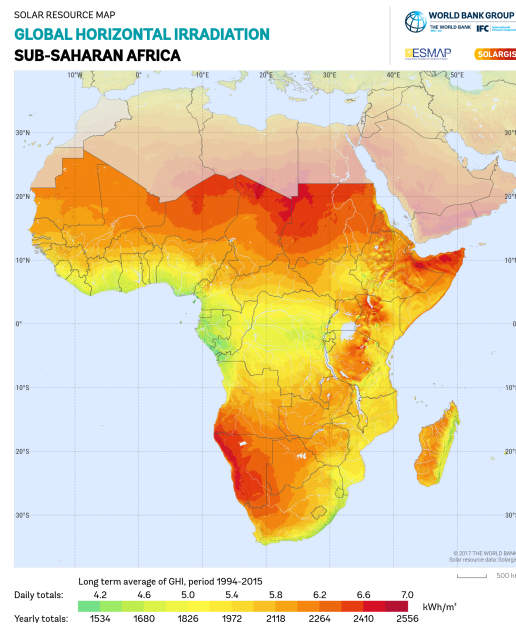 SOLAR RESOURCE MAP
GLOBAL HORIZONTAL IRRADIATION
SUB-SAHARAN AFRICA
WORLD BANK GROUP
THE WORLD BANK
IFC
ESMAP
SOLARGIS
10°W 0° 10°E 20°E 30°E 40°E 50°E
30°N
20°N
10°N
0°
10°S
20°S
30°S
© 2017 THE WORLD BANK
Solar resource data: Solargis
500 km
Long term average of GHI, period 1994-2015
Daily totals: 4.2 4.6 5.0 5.4 5.8 6.2 6.6 7.0
kWh/m²
Yearly totals: 1534 1680 1826 1972 2118 2264 2410 2556